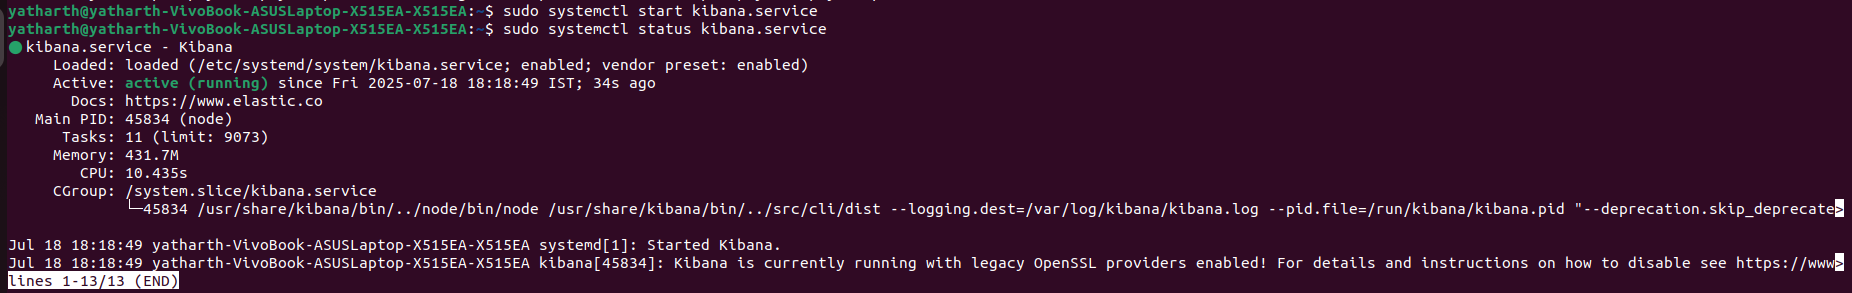 yatharth@yatharth-VivoBook-ASUSLaptop-X515EA-X515EA:~$ sudo systemctl start kibana.service
yatharth@yatharth-VivoBook-ASUSLaptop-X515EA-X515EA:~$ sudo systemctl status kibana.service
● kibana.service - Kibana
     Loaded: loaded (/etc/systemd/system/kibana.service; enabled; vendor preset: enabled)
     Active: active (running) since Fri 2025-07-18 18:18:49 IST; 34s ago
       Docs: https://www.elastic.co
   Main PID: 45834 (node)
      Tasks: 11 (limit: 9073)
     Memory: 431.7M
        CPU: 10.435s
     CGroup: /system.slice/kibana.service
             └─45834 /usr/share/kibana/bin/../node/bin/node /usr/share/kibana/bin/../src/cli/dist --logging.dest=/var/log/kibana/kibana.log --pid.file=/run/kibana/kibana.pid "--deprecation.skip_deprecate>
Jul 18 18:18:49 yatharth-VivoBook-ASUSLaptop-X515EA-X515EA systemd[1]: Started Kibana.
Jul 18 18:18:49 yatharth-VivoBook-ASUSLaptop-X515EA-X515EA kibana[45834]: Kibana is currently running with legacy OpenSSL providers enabled! For details and instructions on how to disable see https://www>
lines 1-13/13 (END)